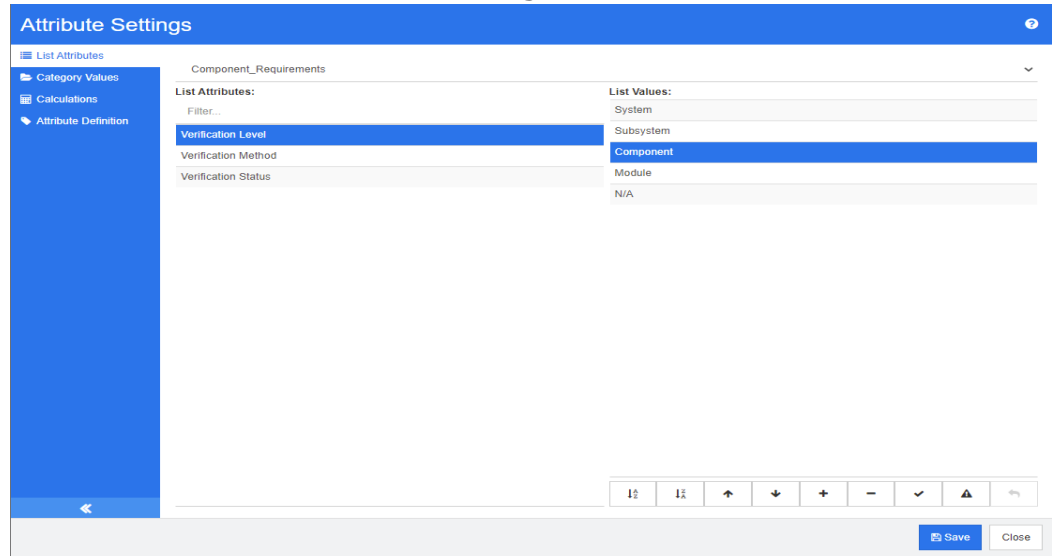 Attribute Settings
List Attributes
Category Values
Calculations
Attribute Definition
Component_Requirements
List Attributes:
Filter...
Verification Level
Verification Method
Verification Status
List Values:
System
Subsystem
Component
Module
N/A
Save
Close